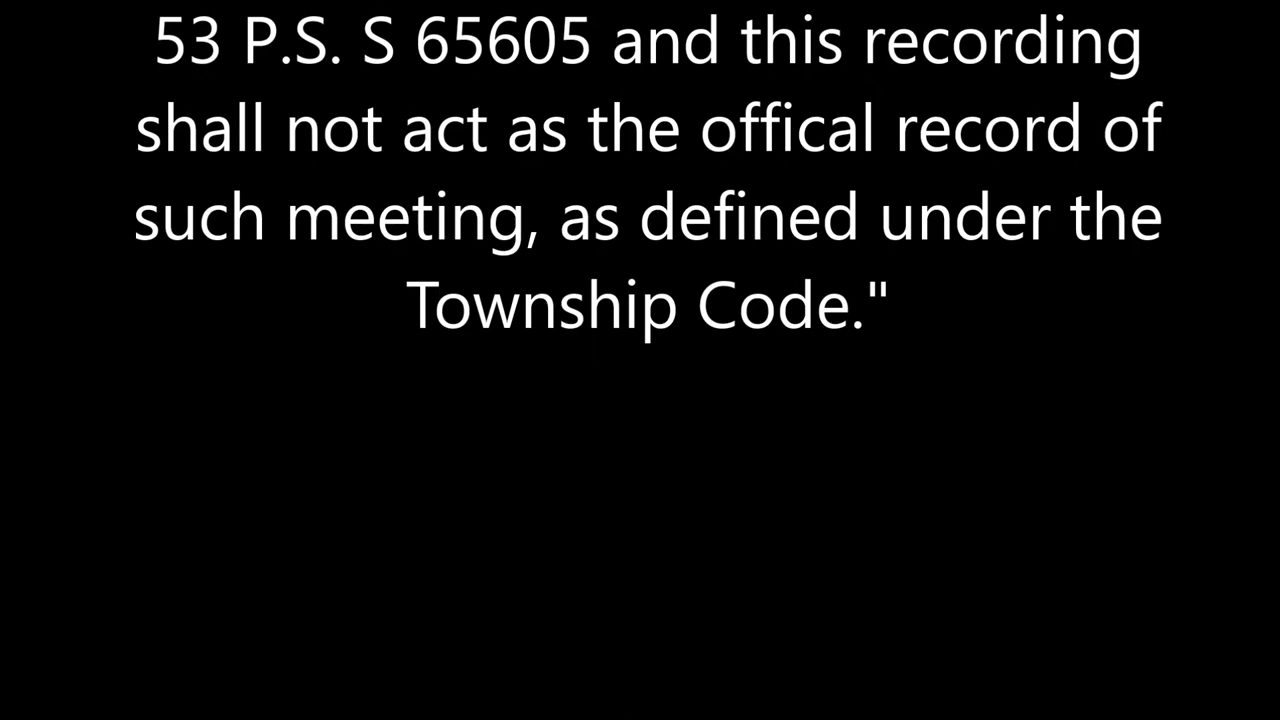 53 P.S. S 65605 and this recording
shall not act as the offical record of
such meeting, as defined under the
Township Code."